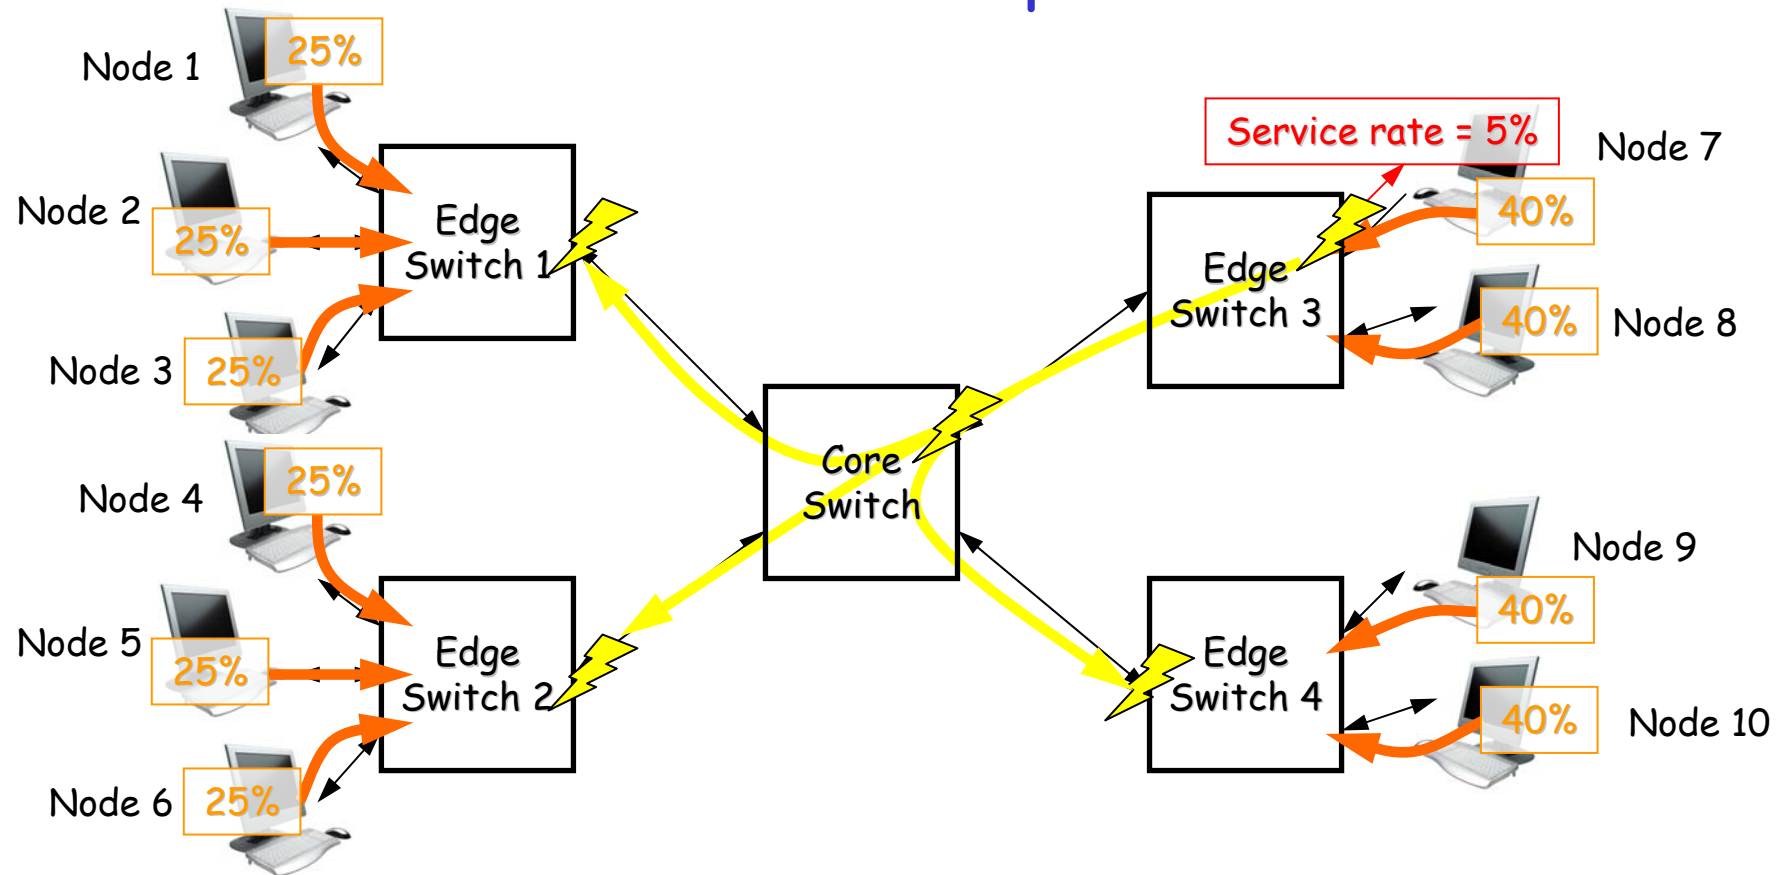 Node 1
25%
Node 2
25%
Node 3
25%
Edge
Switch 1
Node 4
25%
Node 5
25%
Node 6
25%
Edge
Switch 2
Core
Switch
Service rate = 5%
Node 7
40%
Edge
Switch 3
Node 8
40%
Node 9
40%
Edge
Switch 4
Node 10
40%